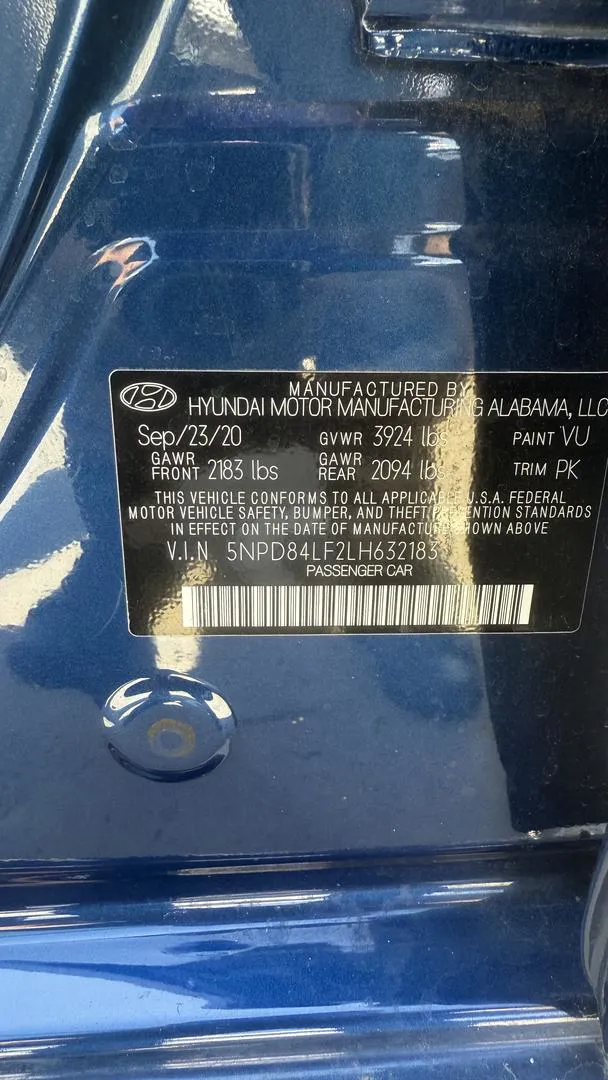 MANUFACTURED BY
HYUNDAI MOTOR MANUFACTURING ALABAMA, LLC
Sep/23/20 GVWR 3924 lbs PAINT VU
GAWR FRONT 2183 lbs GAWR REAR 2094 lbs TRIM PK
THIS VEHICLE CONFORMS TO ALL APPLICABLE U.S.A. FEDERAL
MOTOR VEHICLE SAFETY, BUMPER, AND THEFT PREVENTION STANDARDS
IN EFFECT ON THE DATE OF MANUFACTURE SHOWN ABOVE
V.I.N 5NPD84LF2LH632183
PASSENGER CAR